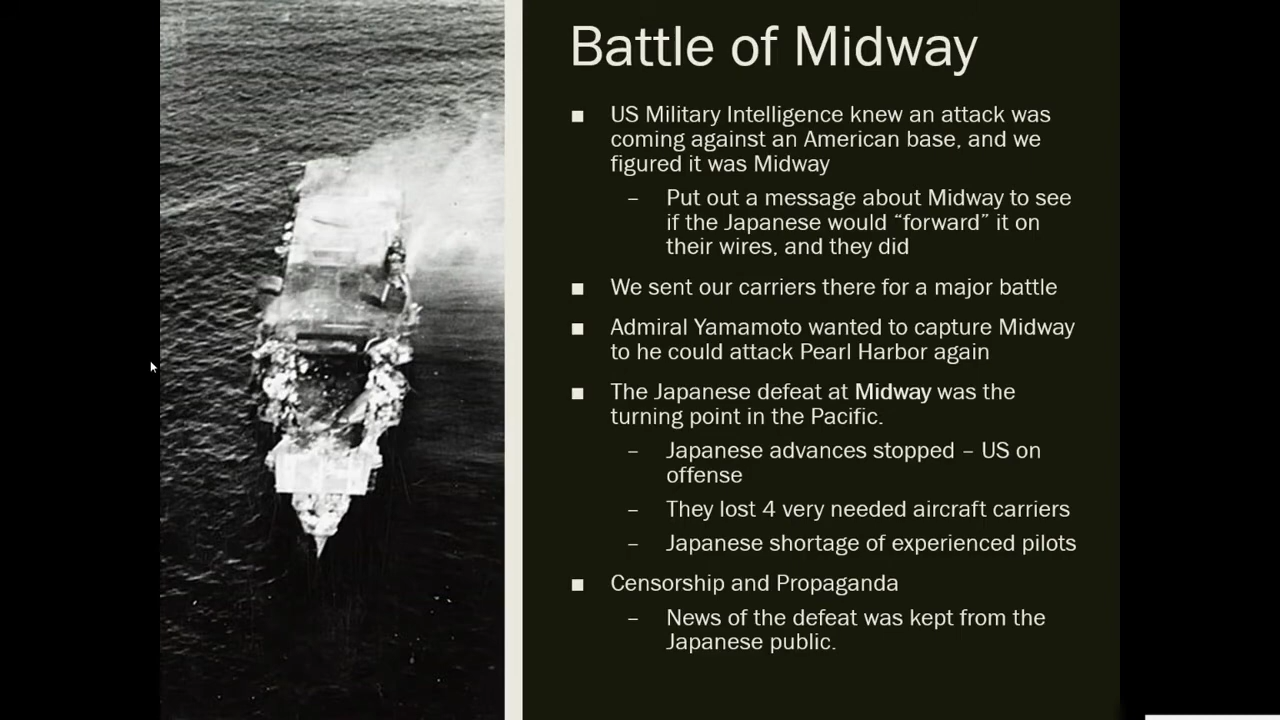 Battle of Midway
■ US Military Intelligence knew an attack was
coming against an American base, and we
figured it was Midway
– Put out a message about Midway to see
if the Japanese would “forward” it on
their wires, and they did
■ We sent our carriers there for a major battle
■ Admiral Yamamoto wanted to capture Midway
to he could attack Pearl Harbor again
■ The Japanese defeat at Midway was the
turning point in the Pacific.
– Japanese advances stopped – US on
offense
– They lost 4 very needed aircraft carriers
– Japanese shortage of experienced pilots
■ Censorship and Propaganda
– News of the defeat was kept from the
Japanese public.